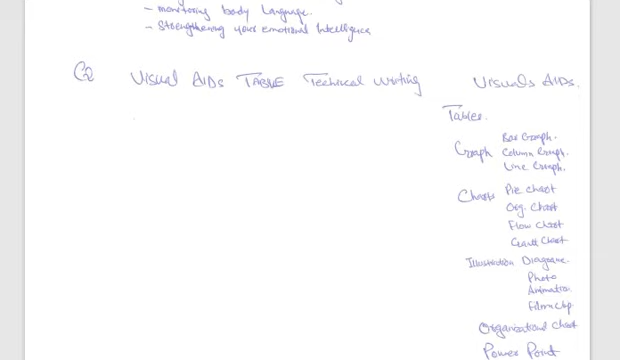 - monitoring body Language.
- Strengthening your emotional Intelligence
Q2 Visual AIDS TABLE Technical Writing Visuals AIDS.
Tables.
Graph Bar Graph.
Column Graph.
Line Graph.
Charts Pie chart
Org. Chart
Flow Chart
Gantt Chart
Illustration Diagrams.
Photo
Animation
Film clip
Organizational Chart
Power Point